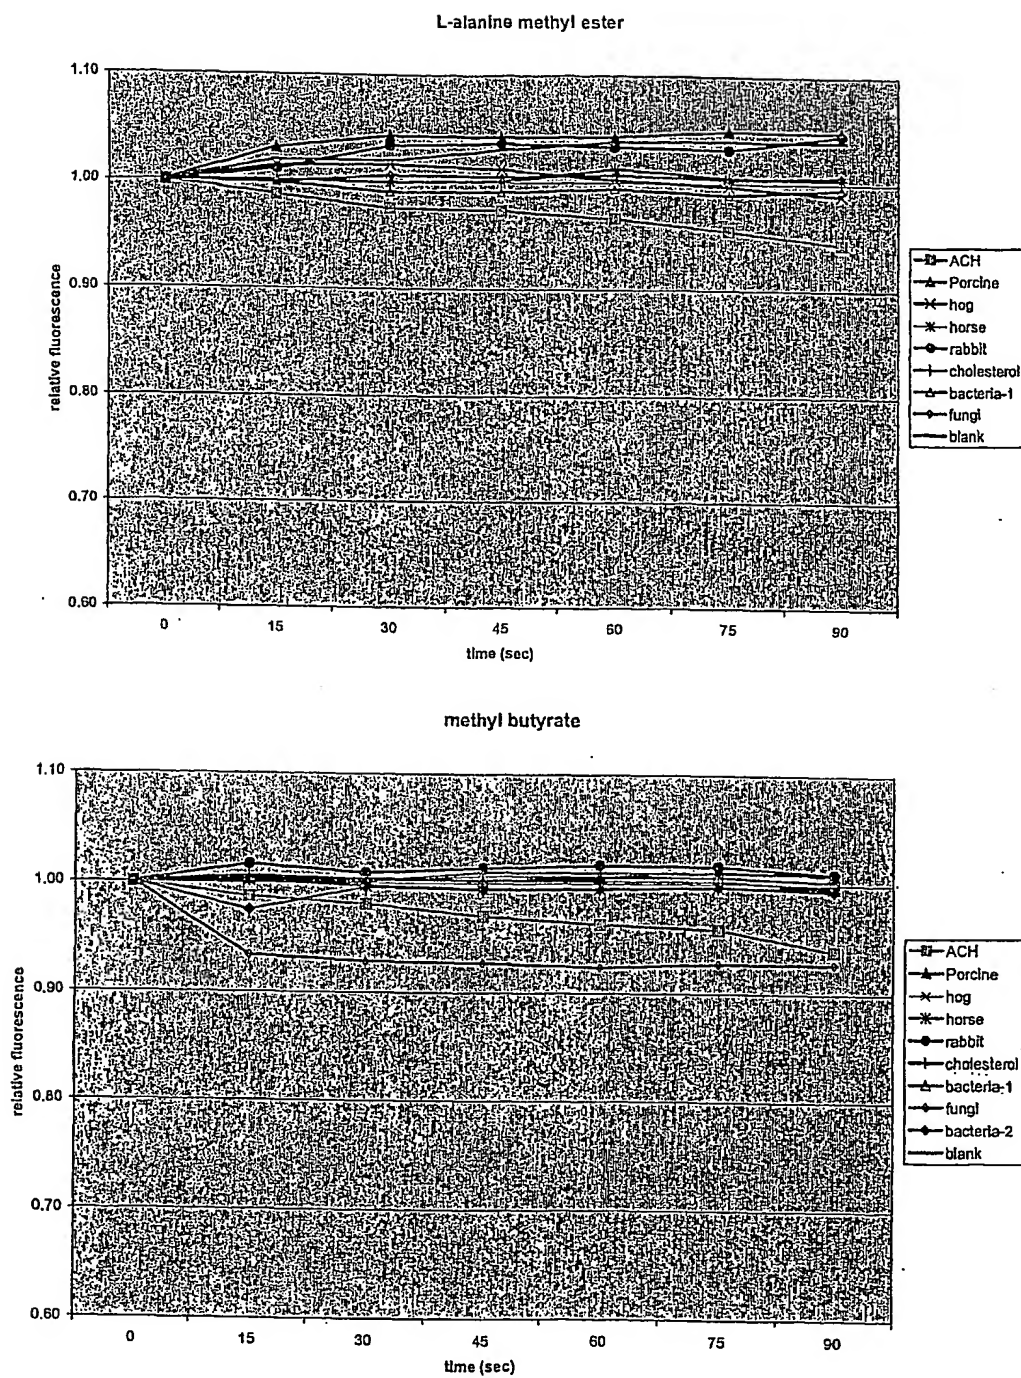 L-alanine methyl ester
1.10
1.00
0.90
0.80
0.70
0.60
relative fluorescence
0 15 30 45 60 75 90
time (sec)
ACH
Porcine
hog
horse
rabbit
cholesterol
bacteria-1
fungi
blank
methyl butyrate
1.10
1.00
0.90
0.80
0.70
0.60
relative fluorescence
0 15 30 45 60 75 90
time (sec)
ACH
Porcine
hog
horse
rabbit
cholesterol
bacteria-1
fungi
bacteria-2
blank